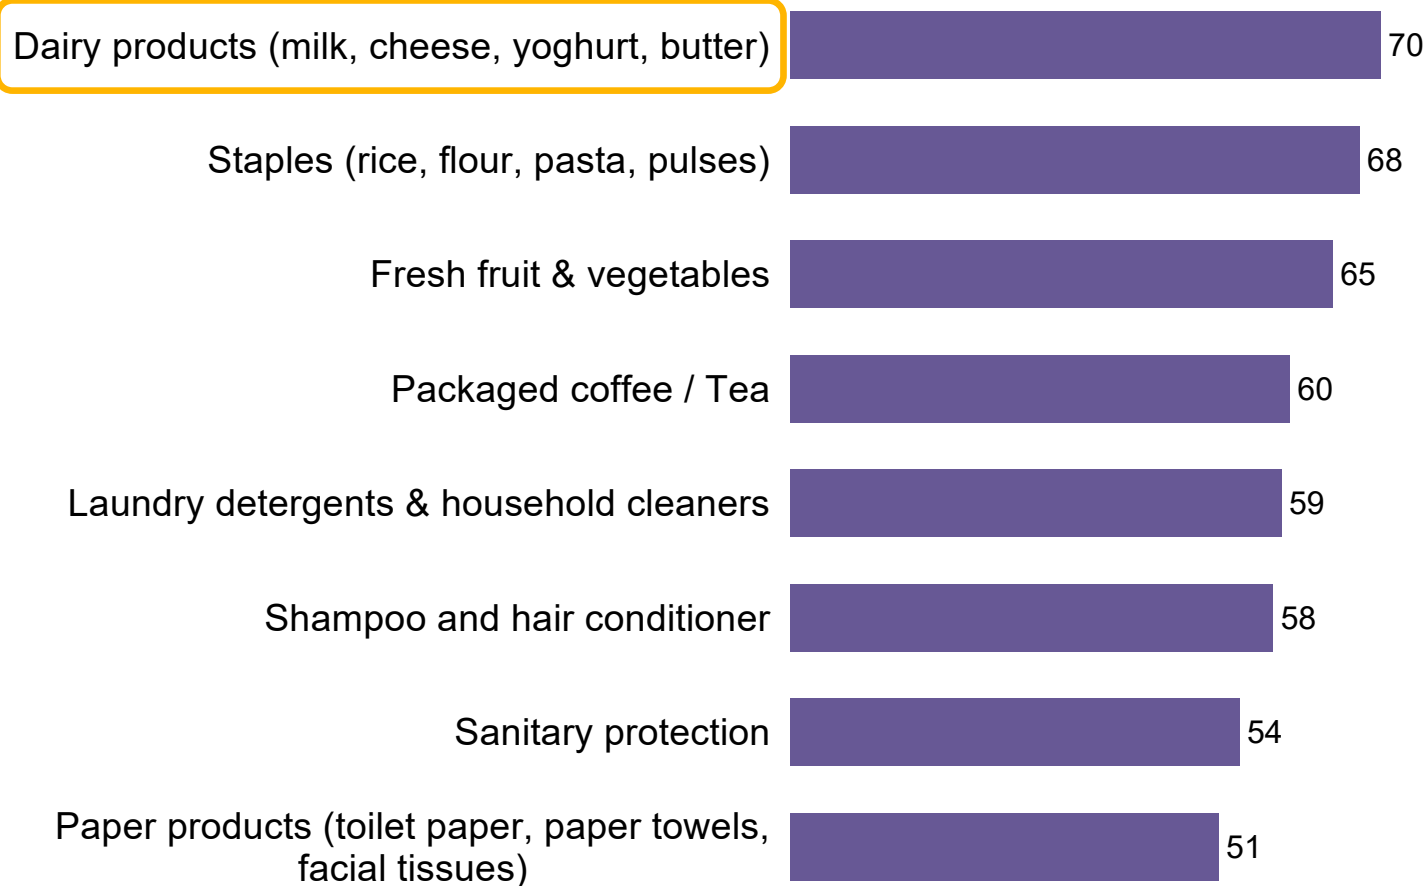 Dairy products (milk, cheese, yoghurt, butter) 70
Staples (rice, flour, pasta, pulses) 68
Fresh fruit & vegetables 65
Packaged coffee / Tea 60
Laundry detergents & household cleaners 59
Shampoo and hair conditioner 58
Sanitary protection 54
Paper products (toilet paper, paper towels,
facial tissues) 51